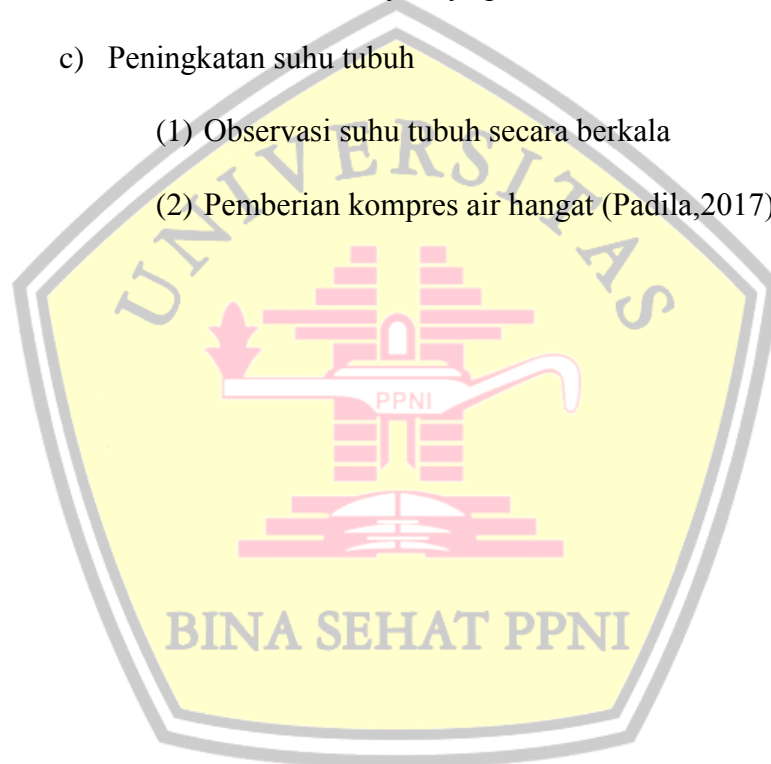 c) Peningkatan suhu tubuh
(1) Observasi suhu tubuh secara berkala
(2) Pemberian kompres air hangat (Padila,2017)
UNIVERSITAS
PPNI
BINA SEHAT PPNI